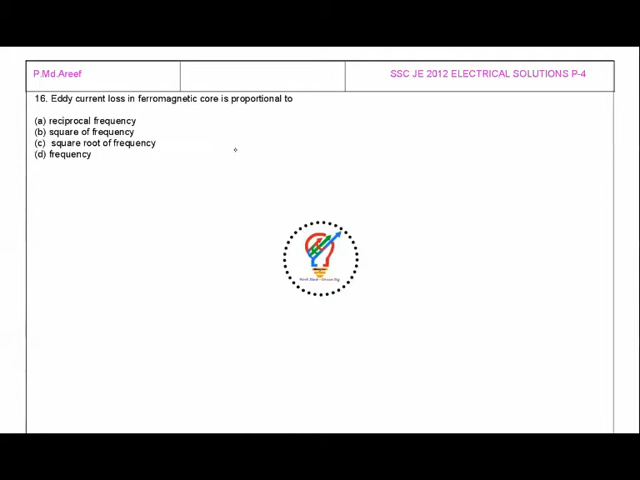 P.Md.Areef
SSC JE 2012 ELECTRICAL SOLUTIONS P-4
16. Eddy current loss in ferromagnetic core is proportional to
(a) reciprocal frequency
(b) square of frequency
(c) square root of frequency
(d) frequency